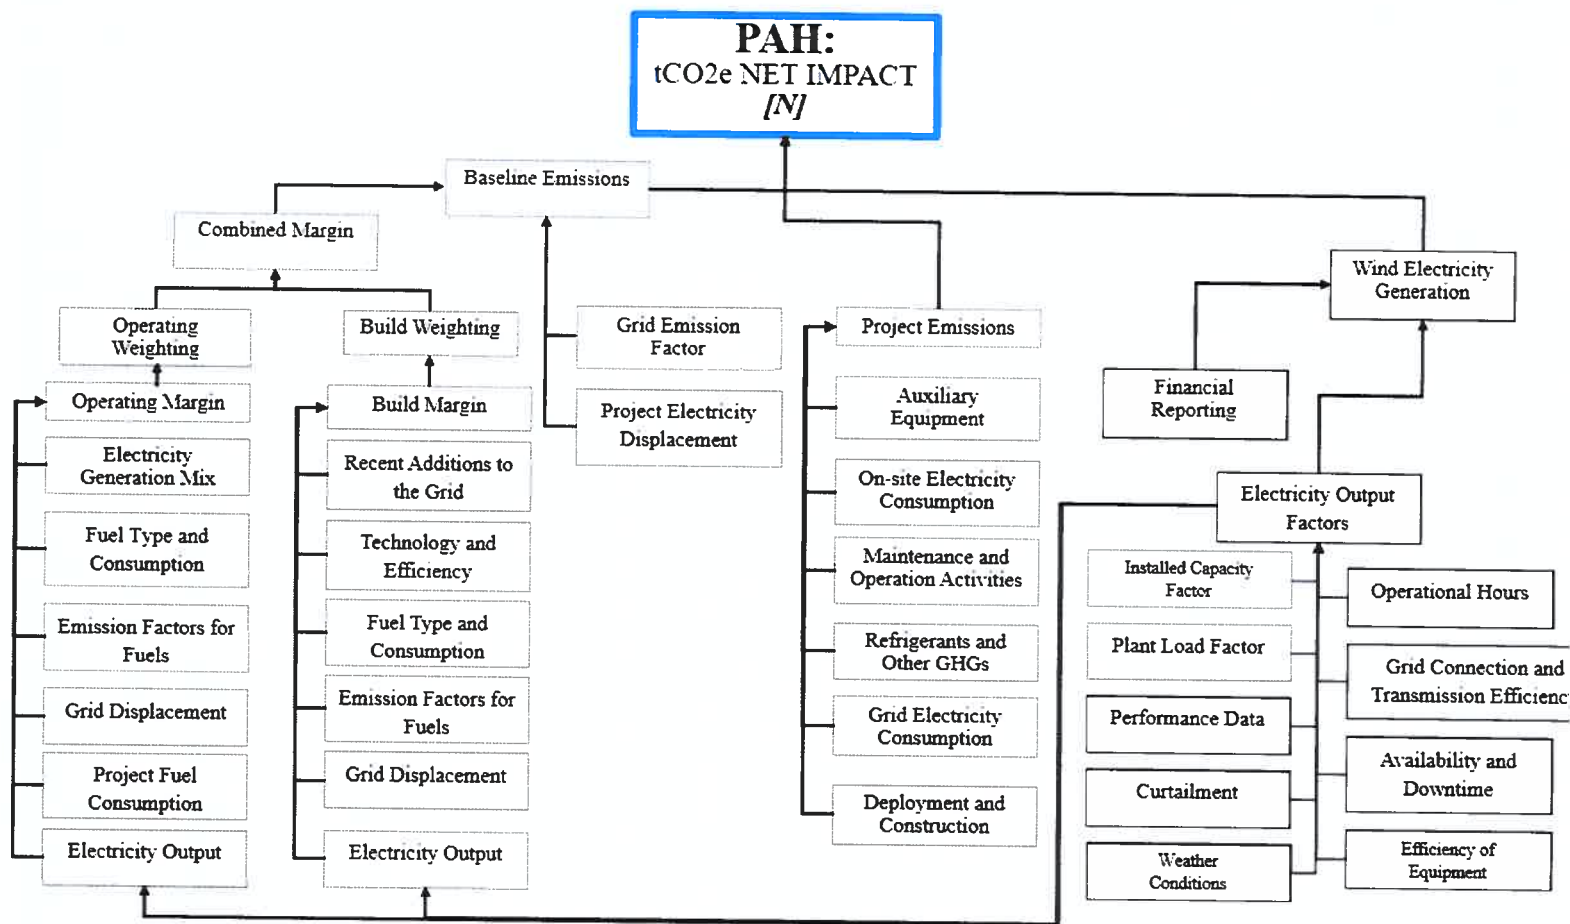 PAH:
tCO2e NET IMPACT
[N]
Baseline Emissions
Combined Margin
Wind Electricity
Generation
Operating
Weighting
Build Weighting
Grid Emission
Factor
Project Emissions
Operating Margin
Build Margin
Project Electricity
Displacement
Auxiliary
Equipment
Financial
Reporting
Electricity
Generation Mix
Recent Additions to
the Grid
On-site Electricity
Consumption
Electricity Output
Factors
Fuel Type and
Consumption
Technology and
Efficiency
Maintenance and
Operation Activities
Installed Capacity
Factor
Operational Hours
Emission Factors for
Fuels
Fuel Type and
Consumption
Refrigerants and
Other GHGs
Plant Load Factor
Grid Connection and
Transmission Efficiency
Grid Displacement
Emission Factors for
Fuels
Grid Electricity
Consumption
Performance Data
Project Fuel
Consumption
Grid Displacement
Deployment and
Construction
Curtailment
Availability and
Downtime
Electricity Output
Electricity Output
Weather
Conditions
Efficiency of
Equipment